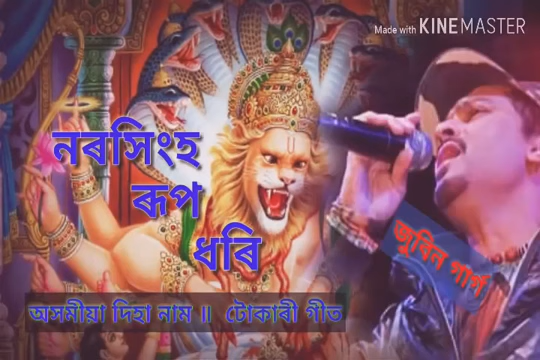 Made with KINEMASTER
নৰসিংহ
ৰূপ
ধৰি
জুবিন গাৰ্গ
অসমীয়া দিহা নাম ॥ টোকাৰী গীত